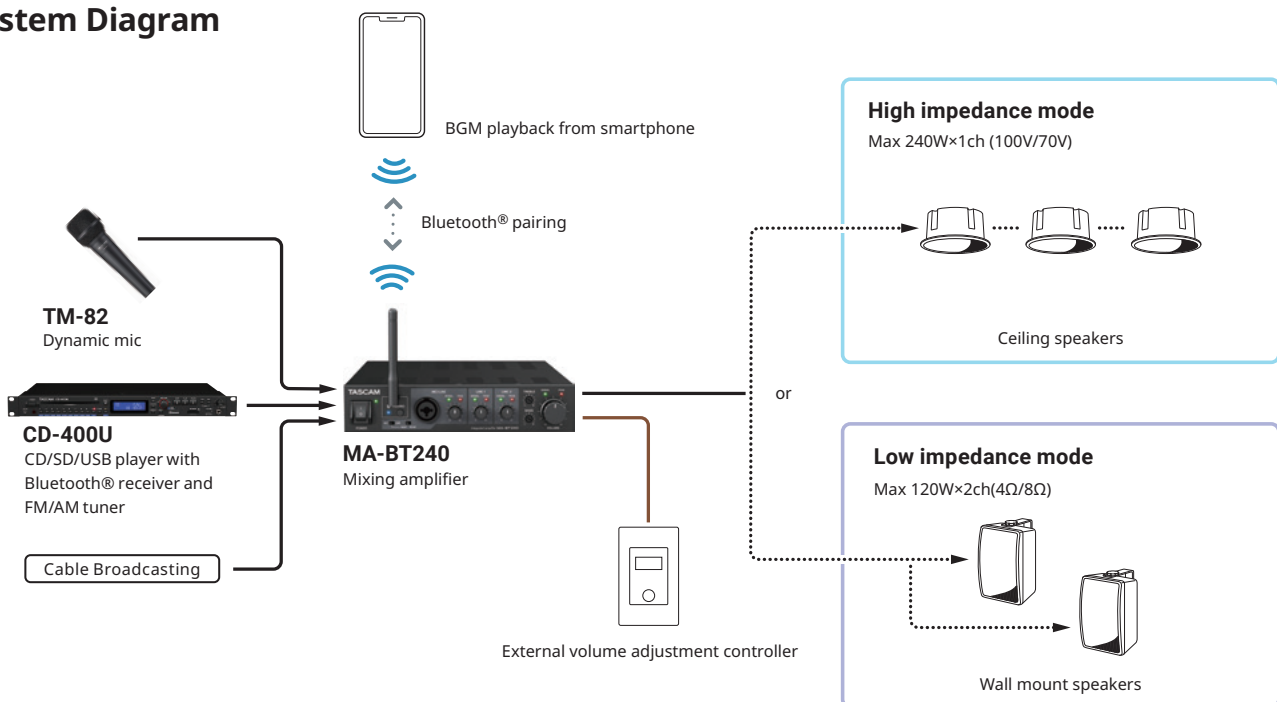 stem Diagram
BGM playback from smartphone
Bluetooth® pairing
TM-82
Dynamic mic
TASCAM
CD-400U
CD/SD/USB player with
Bluetooth® receiver and
FM/AM tuner
MA-BT240
Mixing amplifier
Cable Broadcasting
External volume adjustment controller
or
High impedance mode
Max 240W×1ch (100V/70V)
Ceiling speakers
Low impedance mode
Max 120W×2ch(4Ω/8Ω)
Wall mount speakers